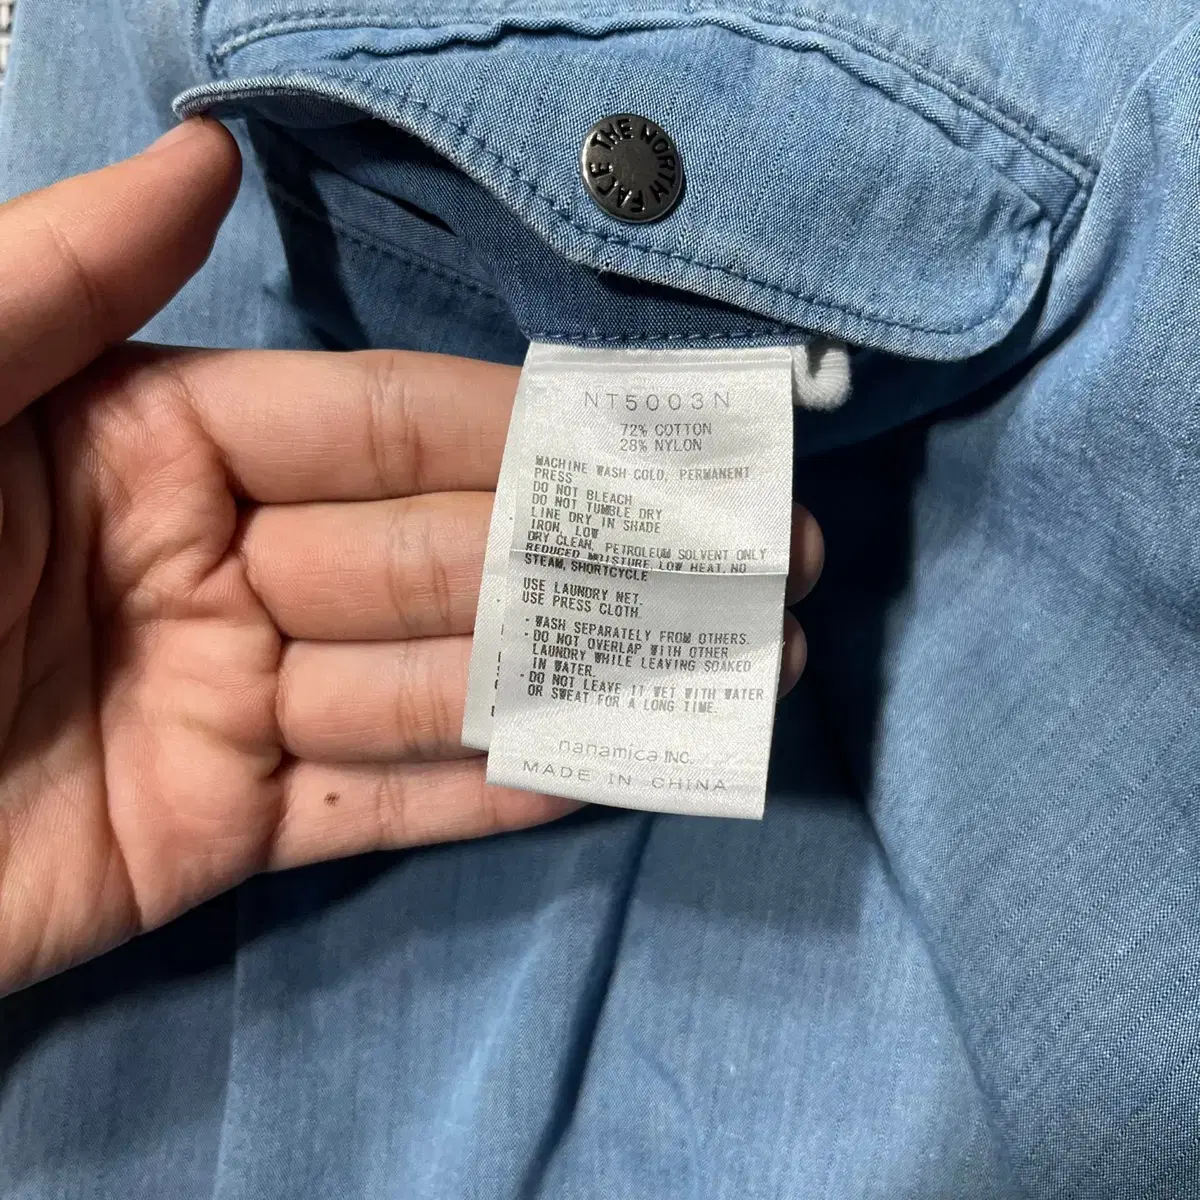 THE NORTH FACE
NT5003N
72% COTTON
28% NYLON
MACHINE WASH COLD, PERMANENT
PRESS
DO NOT BLEACH
DO NOT TUMBLE DRY
LINE DRY IN SHADE
IRON, LOW
DRY CLEAN, PETROLEUM SOLVENT ONLY
REDUCED MOISTURE, LOW HEAT, NO
STEAM, SHORTCYCLE
USE LAUNDRY NET.
USE PRESS CLOTH.
- WASH SEPARATELY FROM OTHERS.
- DO NOT OVERLAP WITH OTHER
LAUNDRY WHILE LEAVING SOAKED
IN WATER.
- DO NOT LEAVE IT WET WITH WATER
OR SWEAT FOR A LONG TIME.
nanamica INC.
MADE IN CHINA